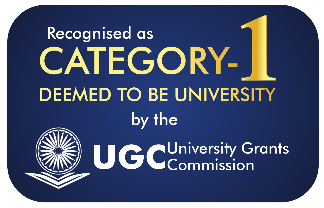 Recognised as
CATEGORY-1
DEEMED TO BE UNIVERSITY
by the
UGC University Grants
Commission